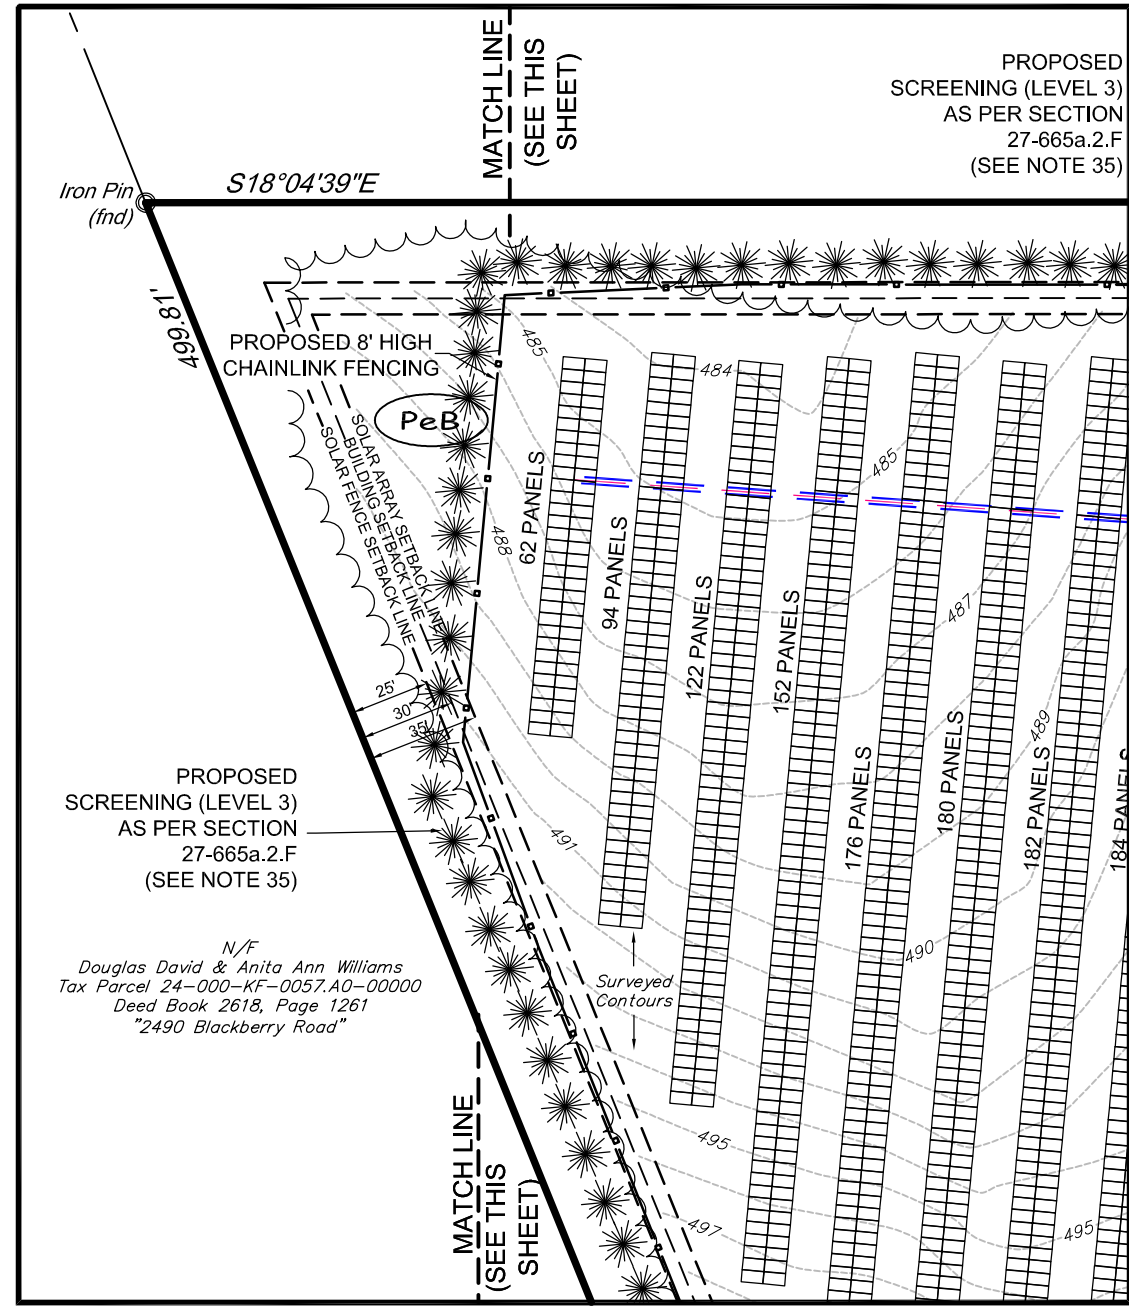 MATCH LINE
(SEE THIS
SHEET)
PROPOSED
SCREENING (LEVEL 3)
AS PER SECTION
27-665a.2.F
(SEE NOTE 35)
Iron Pin
(fnd)
S18°04'39"E
499.81'
PROPOSED 8' HIGH
CHAINLINK FENCING
PeB
SOLAR ARRAY SETBACK LINE
BUILDING SETBACK LINE
SOLAR FENCE SETBACK LINE
485
484
485
488
487
489
491
490
495
497
495
62 PANELS
94 PANELS
122 PANELS
152 PANELS
176 PANELS
180 PANELS
182 PANELS
184 PANELS
25'
30'
35'
PROPOSED
SCREENING (LEVEL 3)
AS PER SECTION
27-665a.2.F
(SEE NOTE 35)
N/F
Douglas David & Anita Ann Williams
Tax Parcel 24-000-KF-0057.A0-00000
Deed Book 2618, Page 1261
"2490 Blackberry Road"
Surveyed
Contours
MATCH LINE
(SEE THIS
SHEET)